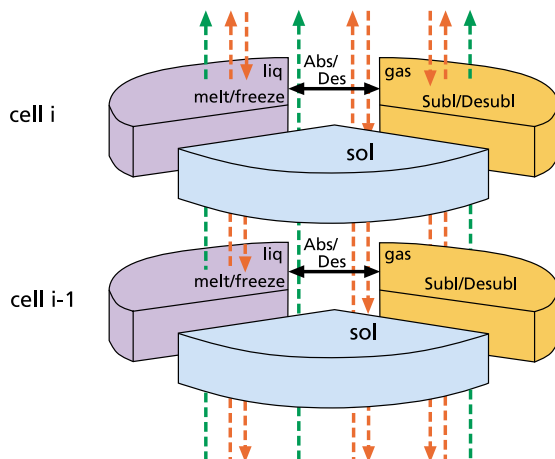 liq
Abs/
Des
gas
melt/freeze
Subl/Desubl
cell i
sol
liq
Abs/
Des
gas
melt/freeze
Subl/Desubl
cell i-1
sol